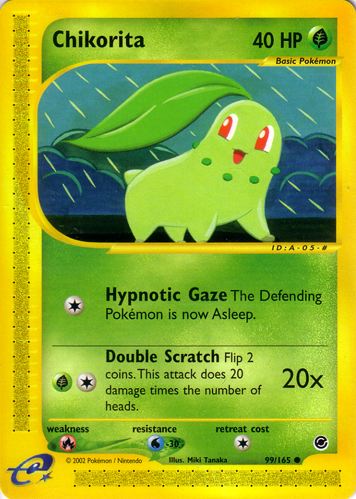 Chikorita 40 HP
Basic Pokémon
ID:A-05-#
Hypnotic Gaze The Defending
Pokémon is now Asleep.
Double Scratch Flip 2
coins. This attack does 20
damage times the number of
heads.
20x
weakness resistance retreat cost
-30
e ©2002 Pokémon / Nintendo Illus. Miki Tanaka 99/165